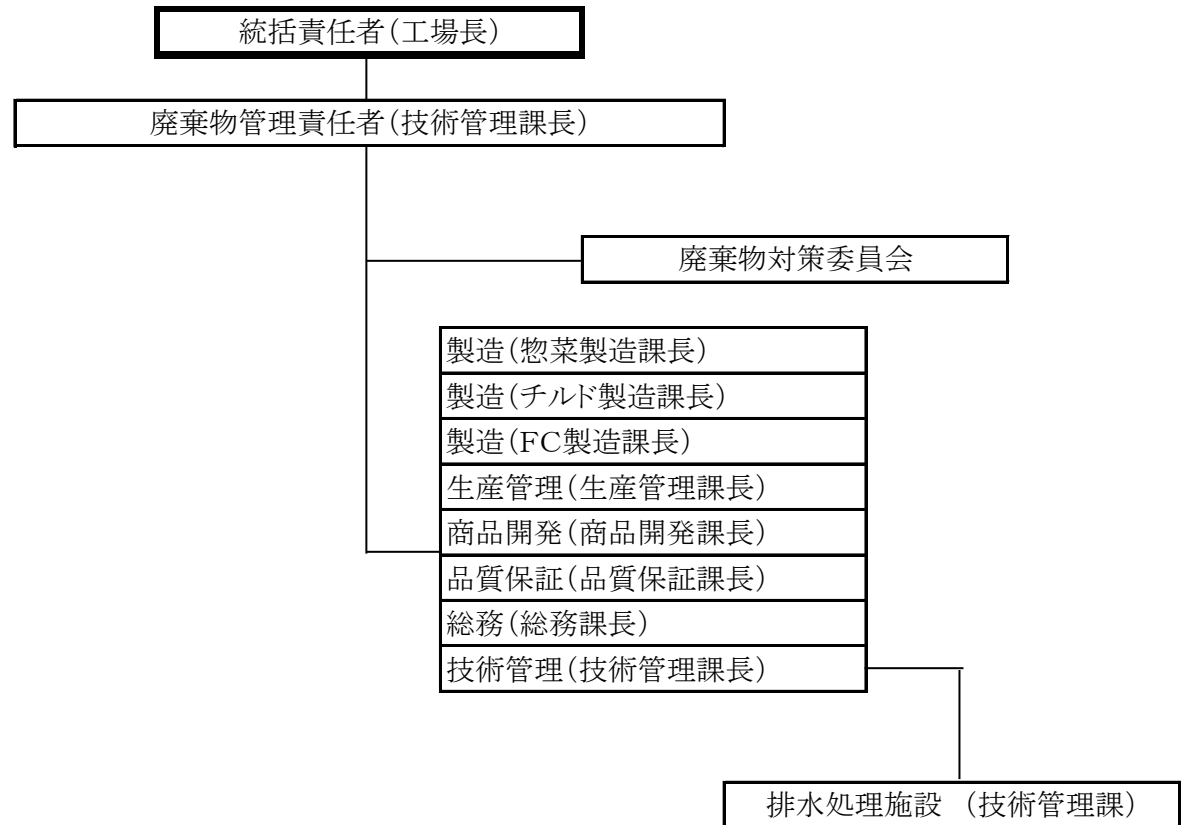 統括責任者(工場長)
廃棄物管理責任者(技術管理課長)
廃棄物対策委員会
製造(惣菜製造課長)
製造(チルド製造課長)
製造(FC製造課長)
生産管理(生産管理課長)
商品開発(商品開発課長)
品質保証(品質保証課長)
総務(総務課長)
技術管理(技術管理課長)
排水処理施設 (技術管理課)